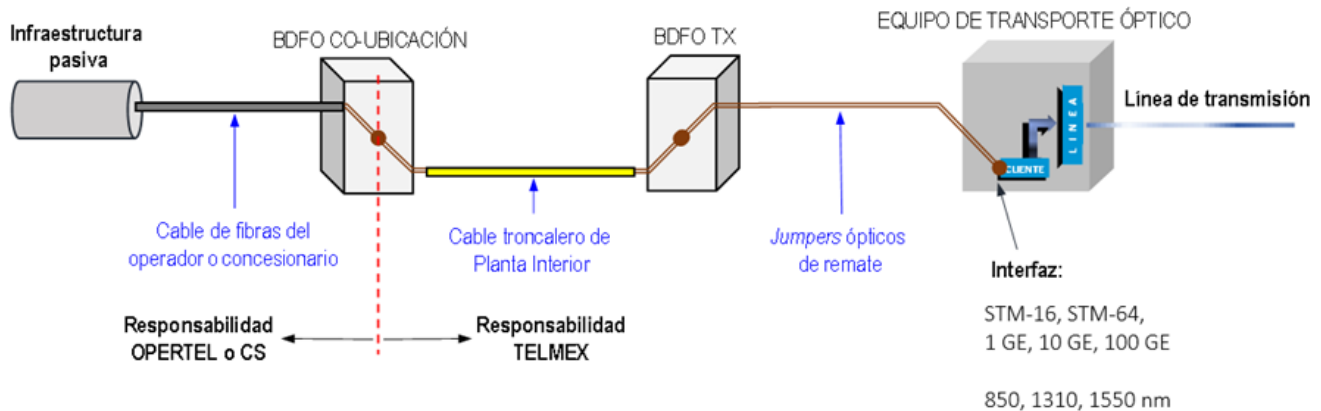 Infraestructura
pasiva
BDFO CO-UBICACIÓN
BDFO TX
EQUIPO DE TRANSPORTE ÓPTICO
LINEA
CLIENTE
Línea de transmisión
Cable de fibras del
operador o concesionario
Cable troncalero de
Planta Interior
Jumpers ópticos
de remate
Interfaz:
STM-16, STM-64,
1 GE, 10 GE, 100 GE
850, 1310, 1550 nm
Responsabilidad
OPERTEL o CS
Responsabilidad
TELMEX